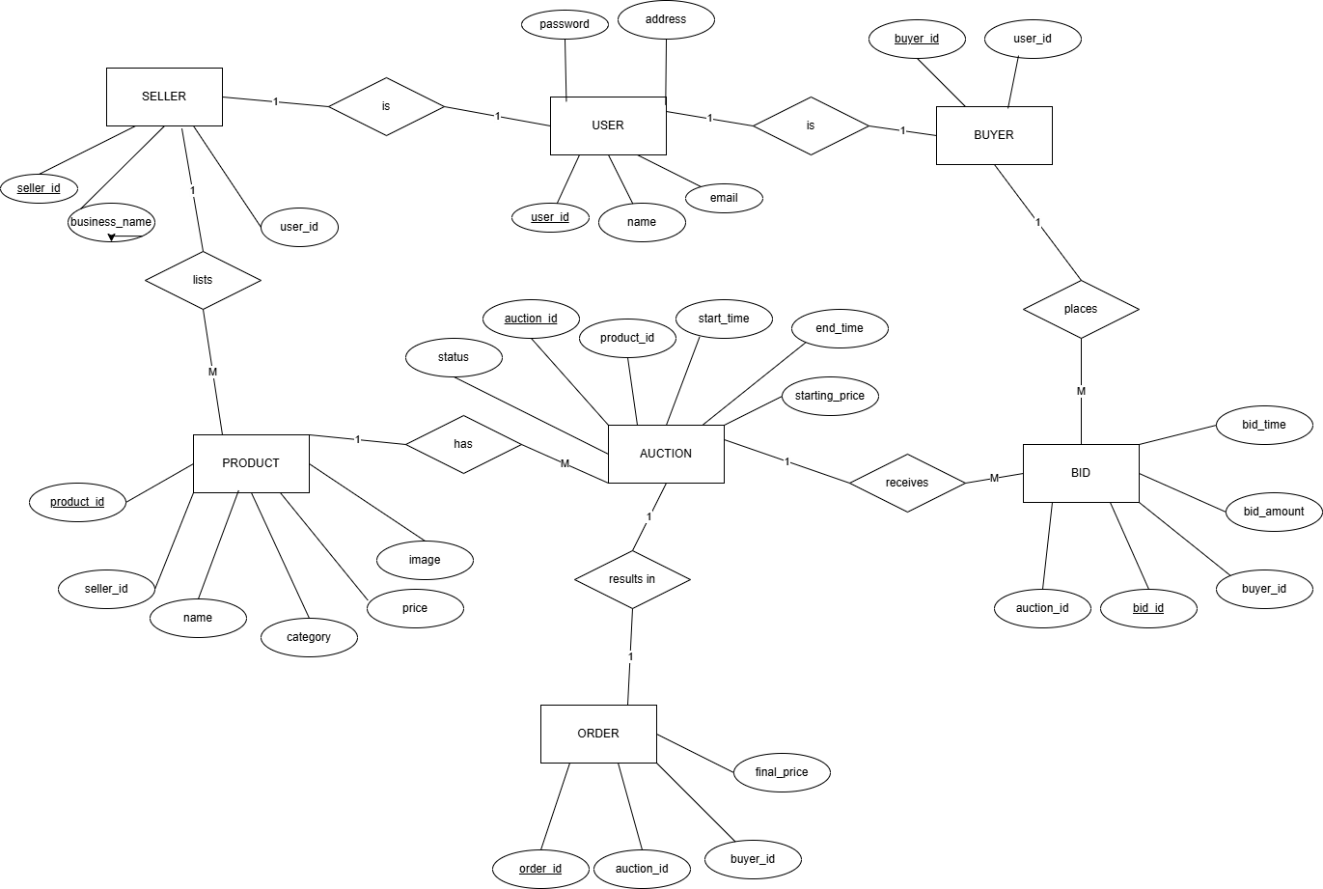 password
address
buyer_id
user_id
SELLER
1
is
1
USER
1
is
1
BUYER
seller_id
business_name
1
user_id
user_id
name
email
1
lists
places
auction_id
product_id
start_time
end_time
status
M
starting_price
M
PRODUCT
1
has
M
AUCTION
1
receives
M
BID
bid_time
bid_amount
product_id
seller_id
name
category
price
image
1
results in
1
auction_id
bid_id
buyer_id
ORDER
final_price
order_id
auction_id
buyer_id